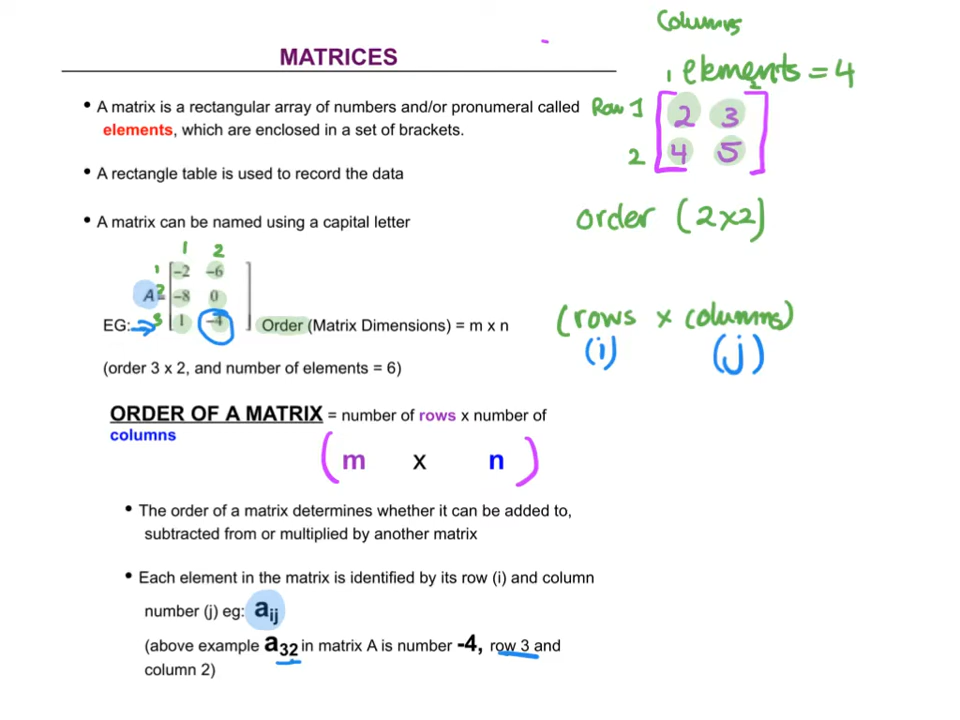 Columns
MATRICES
1 elements = 4
2
• A matrix is a rectangular array of numbers and/or pronumeral called
elements, which are enclosed in a set of brackets.
Row 1 [2 3
2 4 5]
• A rectangle table is used to record the data
• A matrix can be named using a capital letter
order (2x2)
1 2
1 -2 -6
A = 2 -8 0
EG: 3 1 -4 Order (Matrix Dimensions) = m x n
(rows x columns)
(i) (j)
(order 3 x 2, and number of elements = 6)
ORDER OF A MATRIX = number of rows x number of
columns
(m x n)
• The order of a matrix determines whether it can be added to,
subtracted from or multiplied by another matrix
• Each element in the matrix is identified by its row (i) and column
number (j) eg: aij
(above example a32 in matrix A is number -4, row 3 and
column 2)